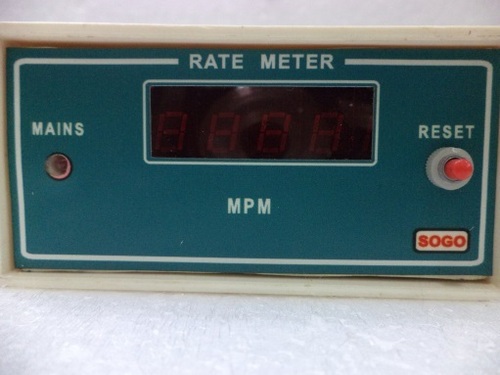 RATE METER
MAINS
RESET
MPM
SOGO